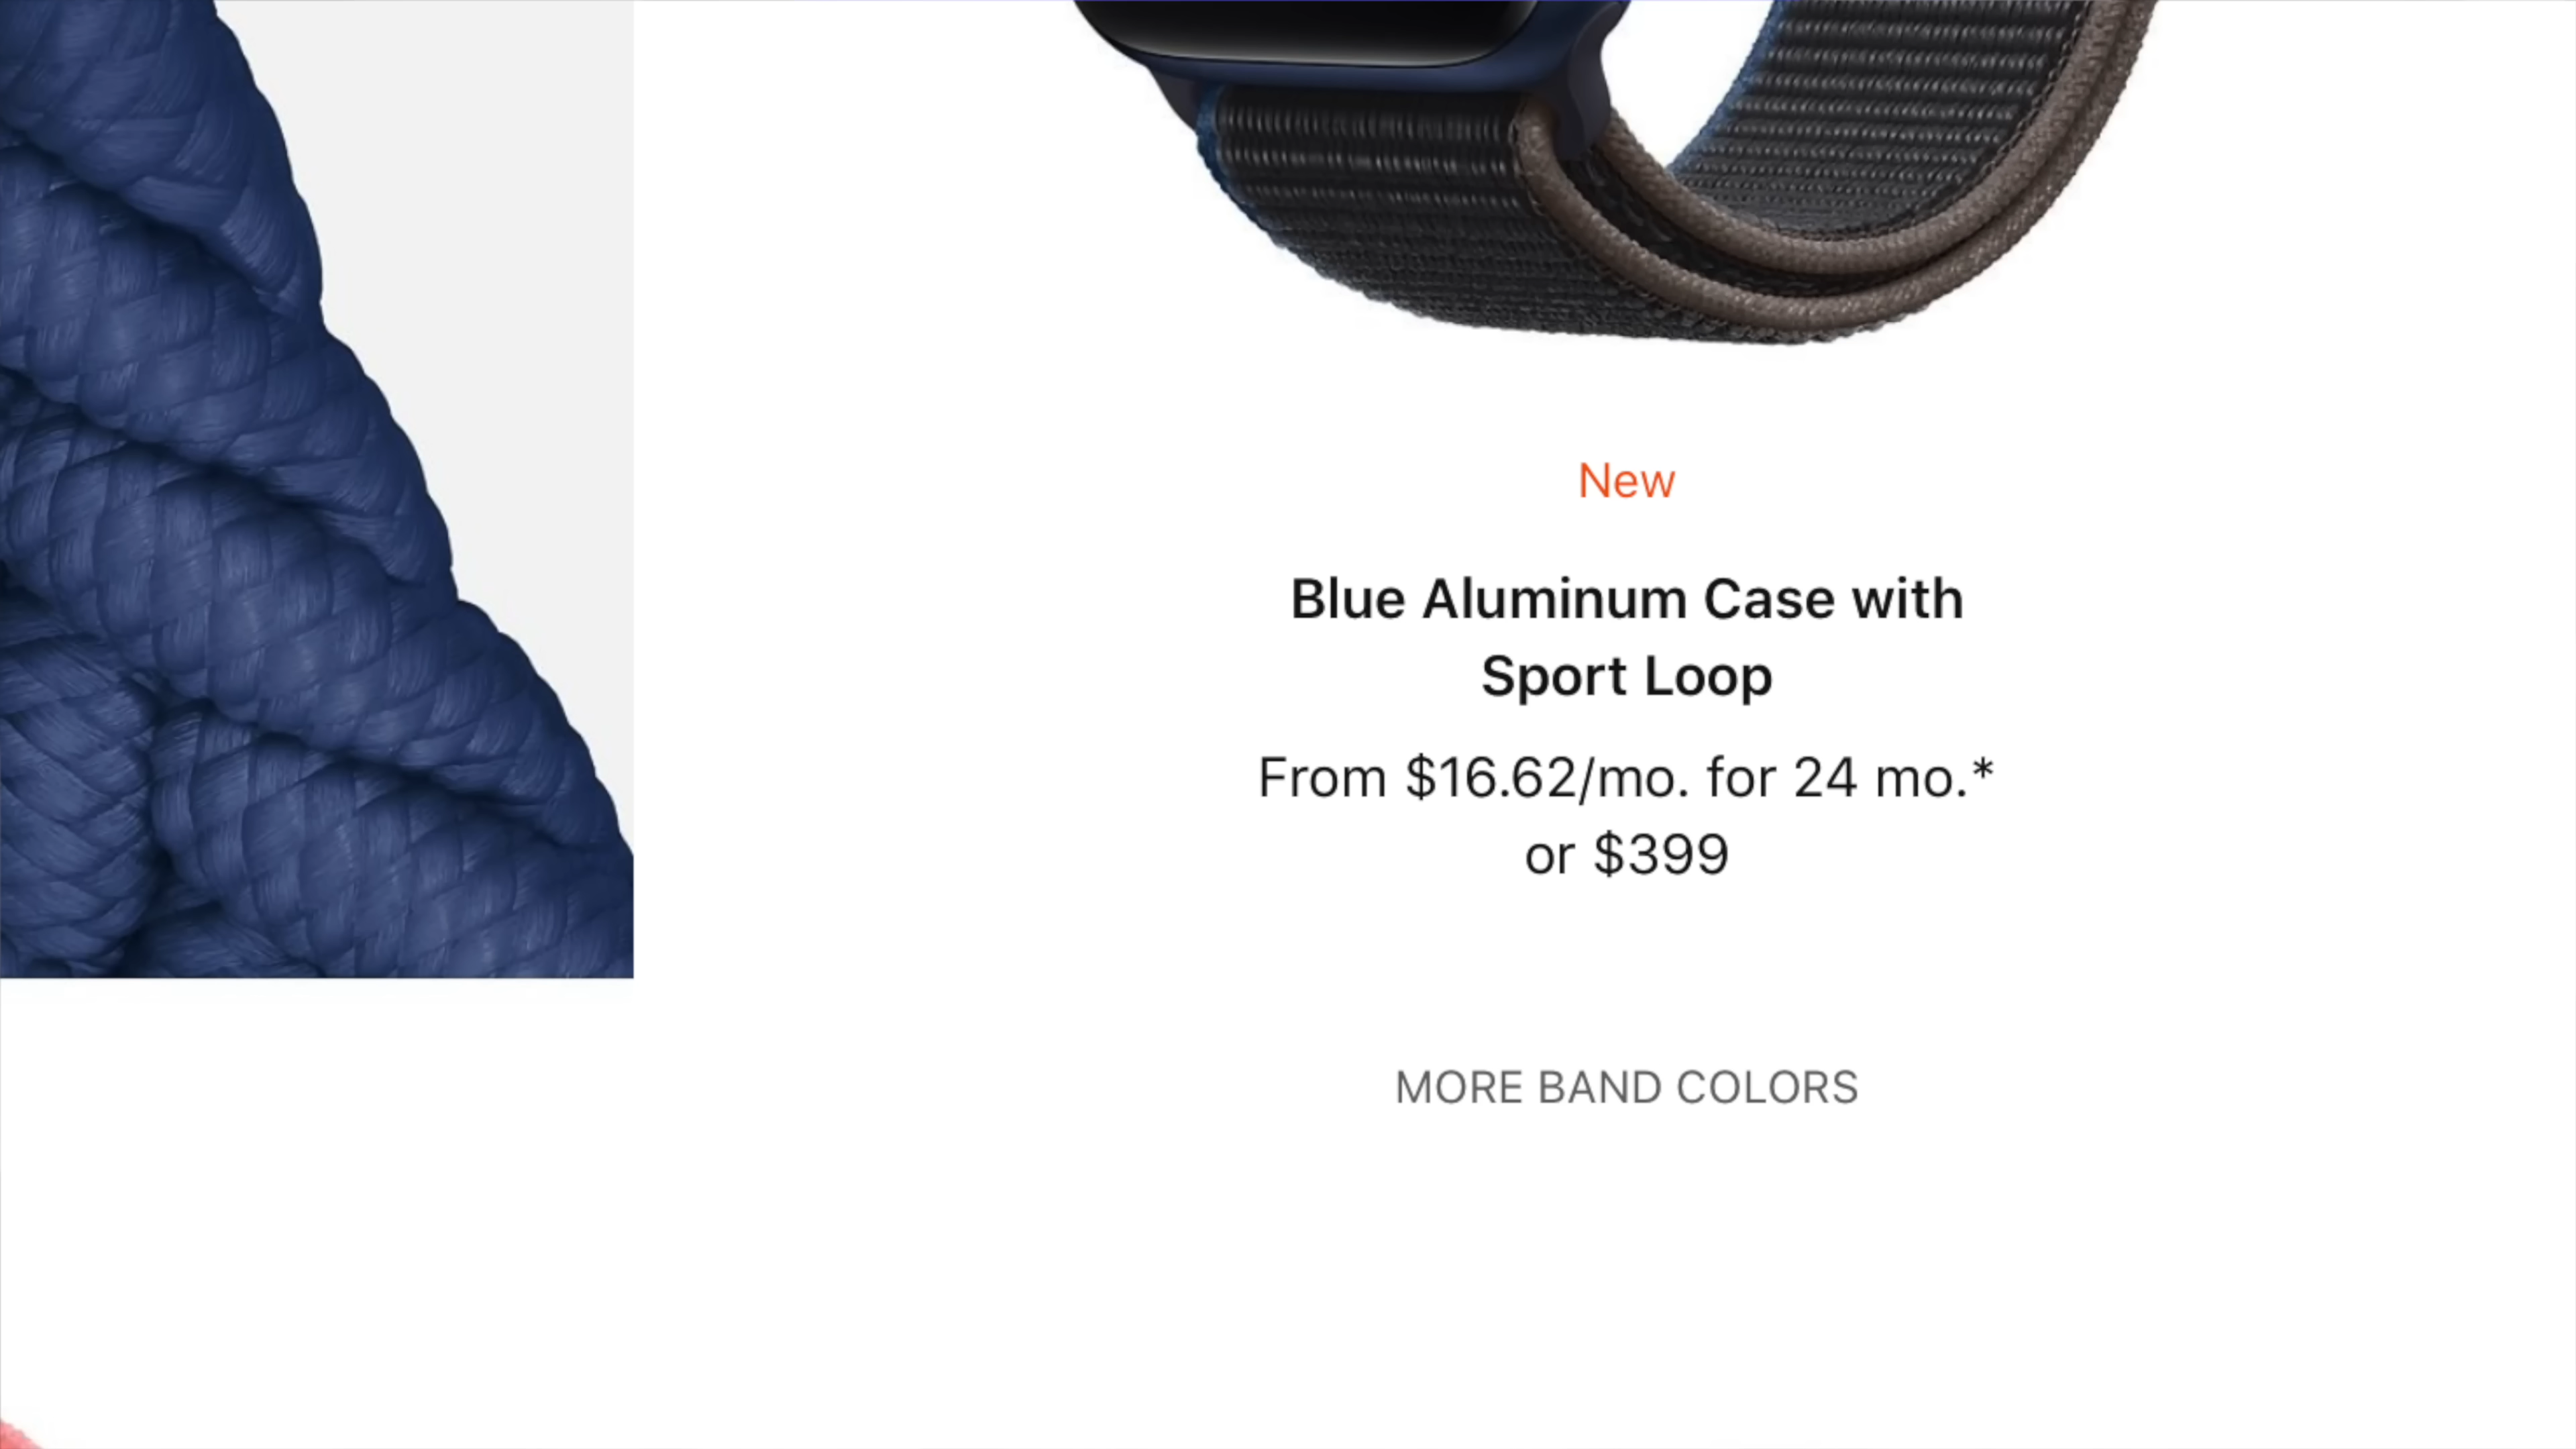 New
Blue Aluminum Case with
Sport Loop
From $16.62/mo. for 24 mo.*
or $399
MORE BAND COLORS